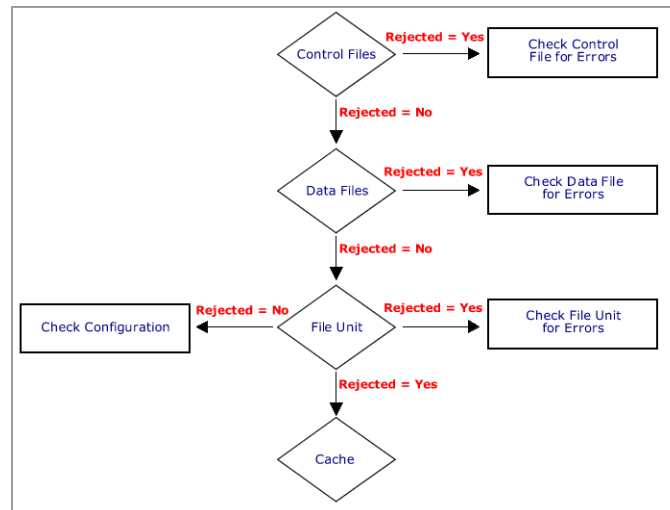 Control Files
Rejected = Yes
Check Control
File for Errors
Rejected = No
Data Files
Rejected = Yes
Check Data File
for Errors
Rejected = No
Check Configuration
Rejected = No
File Unit
Rejected = Yes
Check File Unit
for Errors
Rejected = Yes
Cache